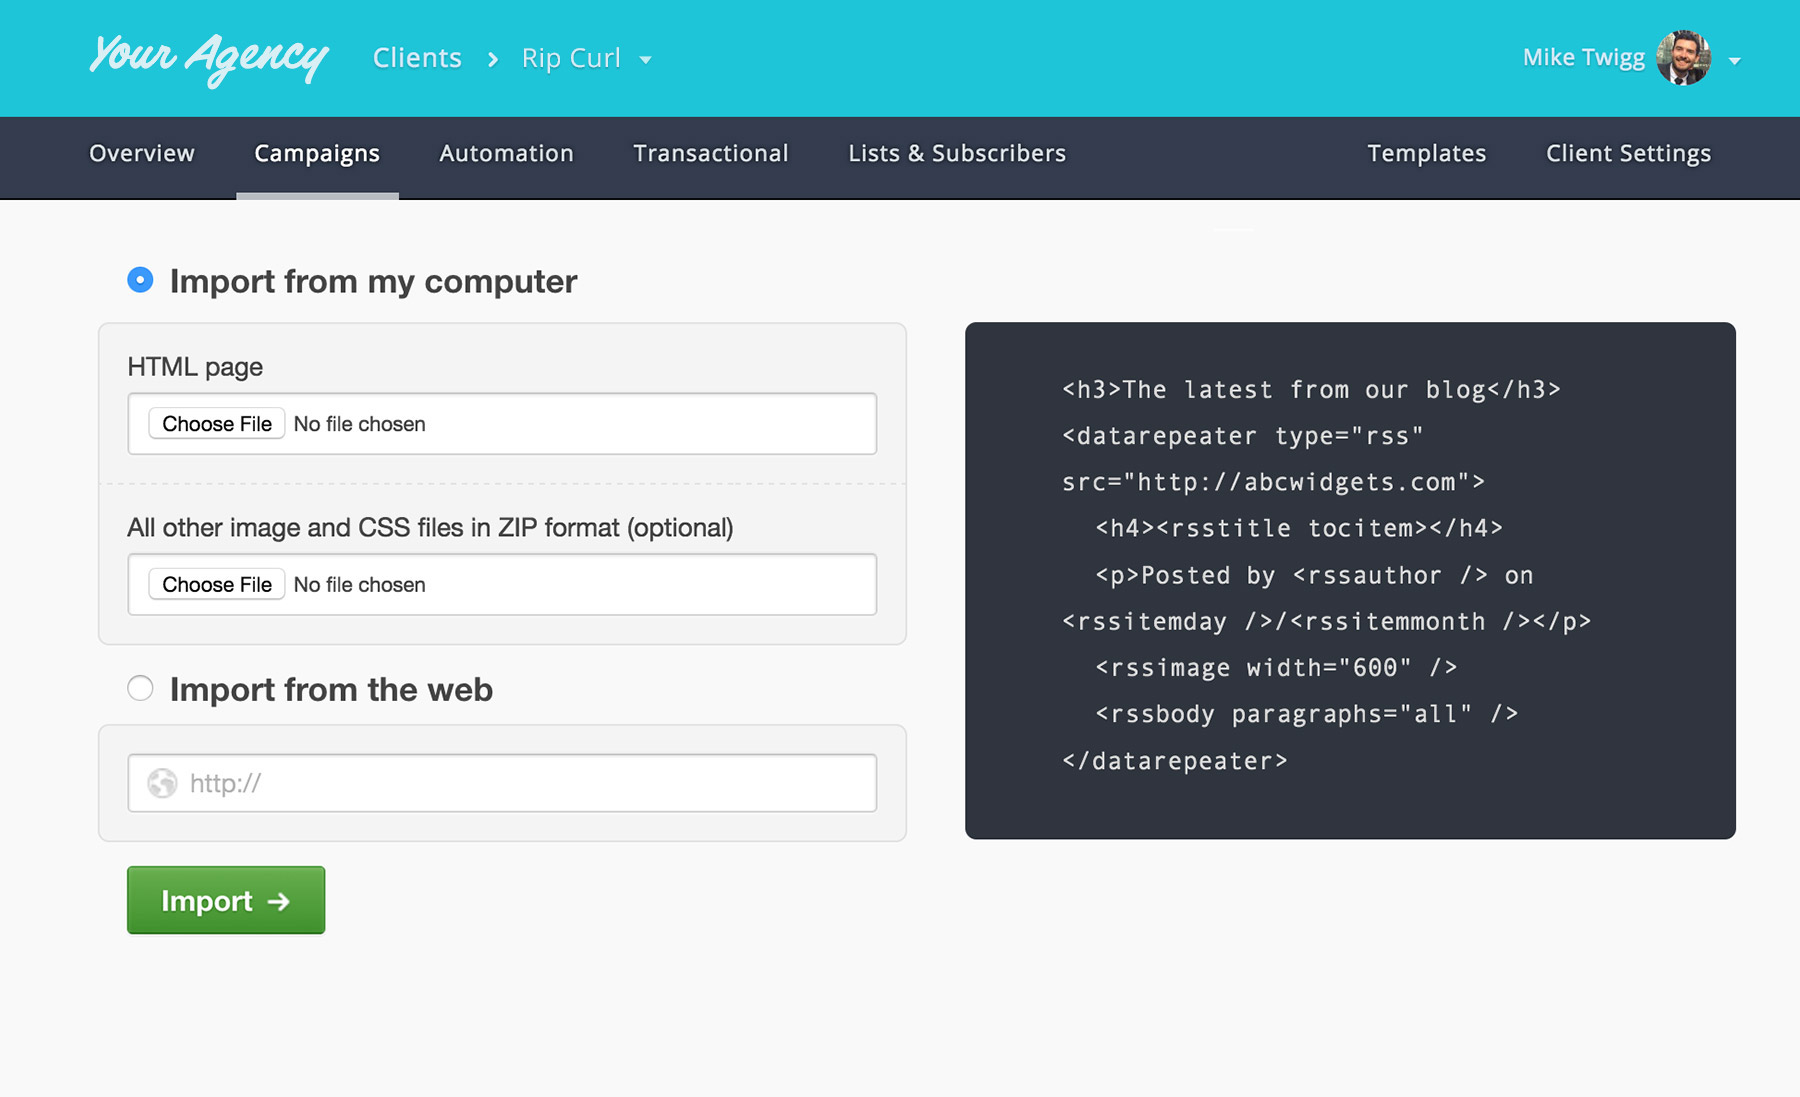 Your Agency
Clients > Rip Curl
Mike Twigg
Overview
Campaigns
Automation
Transactional
Lists & Subscribers
Templates
Client Settings
Import from my computer
HTML page
Choose File No file chosen
All other image and CSS files in ZIP format (optional)
Choose File No file chosen
Import from the web
http://
Import →
<h3>The latest from our blog</h3>
<datarepeater type="rss"
src="http://abcwidgets.com">
<h4><rsstitle tocitem></h4>
<p>Posted by <rssauthor /> on
<rssitemday />/<rssitemmonth /></p>
<rssimage width="600" />
<rssbody paragraphs="all" />
</datarepeater>